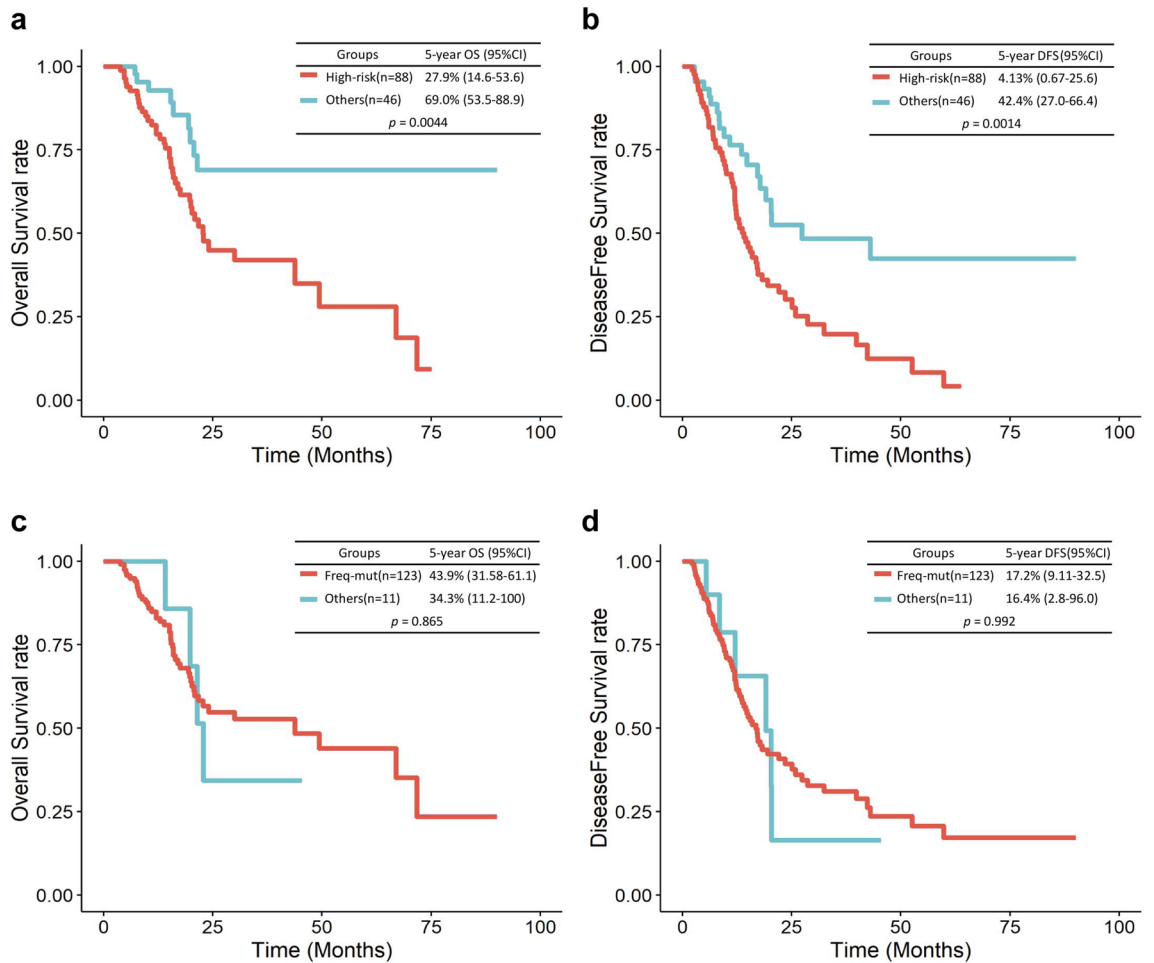 a
Groups 5-year OS (95%CI)
High-risk(n=88) 27.9% (14.6-53.6)
Others(n=46) 69.0% (53.5-88.9)
p = 0.0044
Overall Survival rate
1.00
0.75
0.50
0.25
0.00
0 25 50 75 100
Time (Months)
b
Groups 5-year DFS(95%CI)
High-risk(n=88) 4.13% (0.67-25.6)
Others(n=46) 42.4% (27.0-66.4)
p = 0.0014
DiseaseFree Survival rate
1.00
0.75
0.50
0.25
0.00
0 25 50 75 100
Time (Months)
c
Groups 5-year OS (95%CI)
Freq-mut(n=123) 43.9% (31.58-61.1)
Others(n=11) 34.3% (11.2-100)
p = 0.865
Overall Survival rate
1.00
0.75
0.50
0.25
0.00
0 25 50 75 100
Time (Months)
d
Groups 5-year DFS(95%CI)
Freq-mut(n=123) 17.2% (9.11-32.5)
Others(n=11) 16.4% (2.8-96.0)
p = 0.992
DiseaseFree Survival rate
1.00
0.75
0.50
0.25
0.00
0 25 50 75 100
Time (Months)